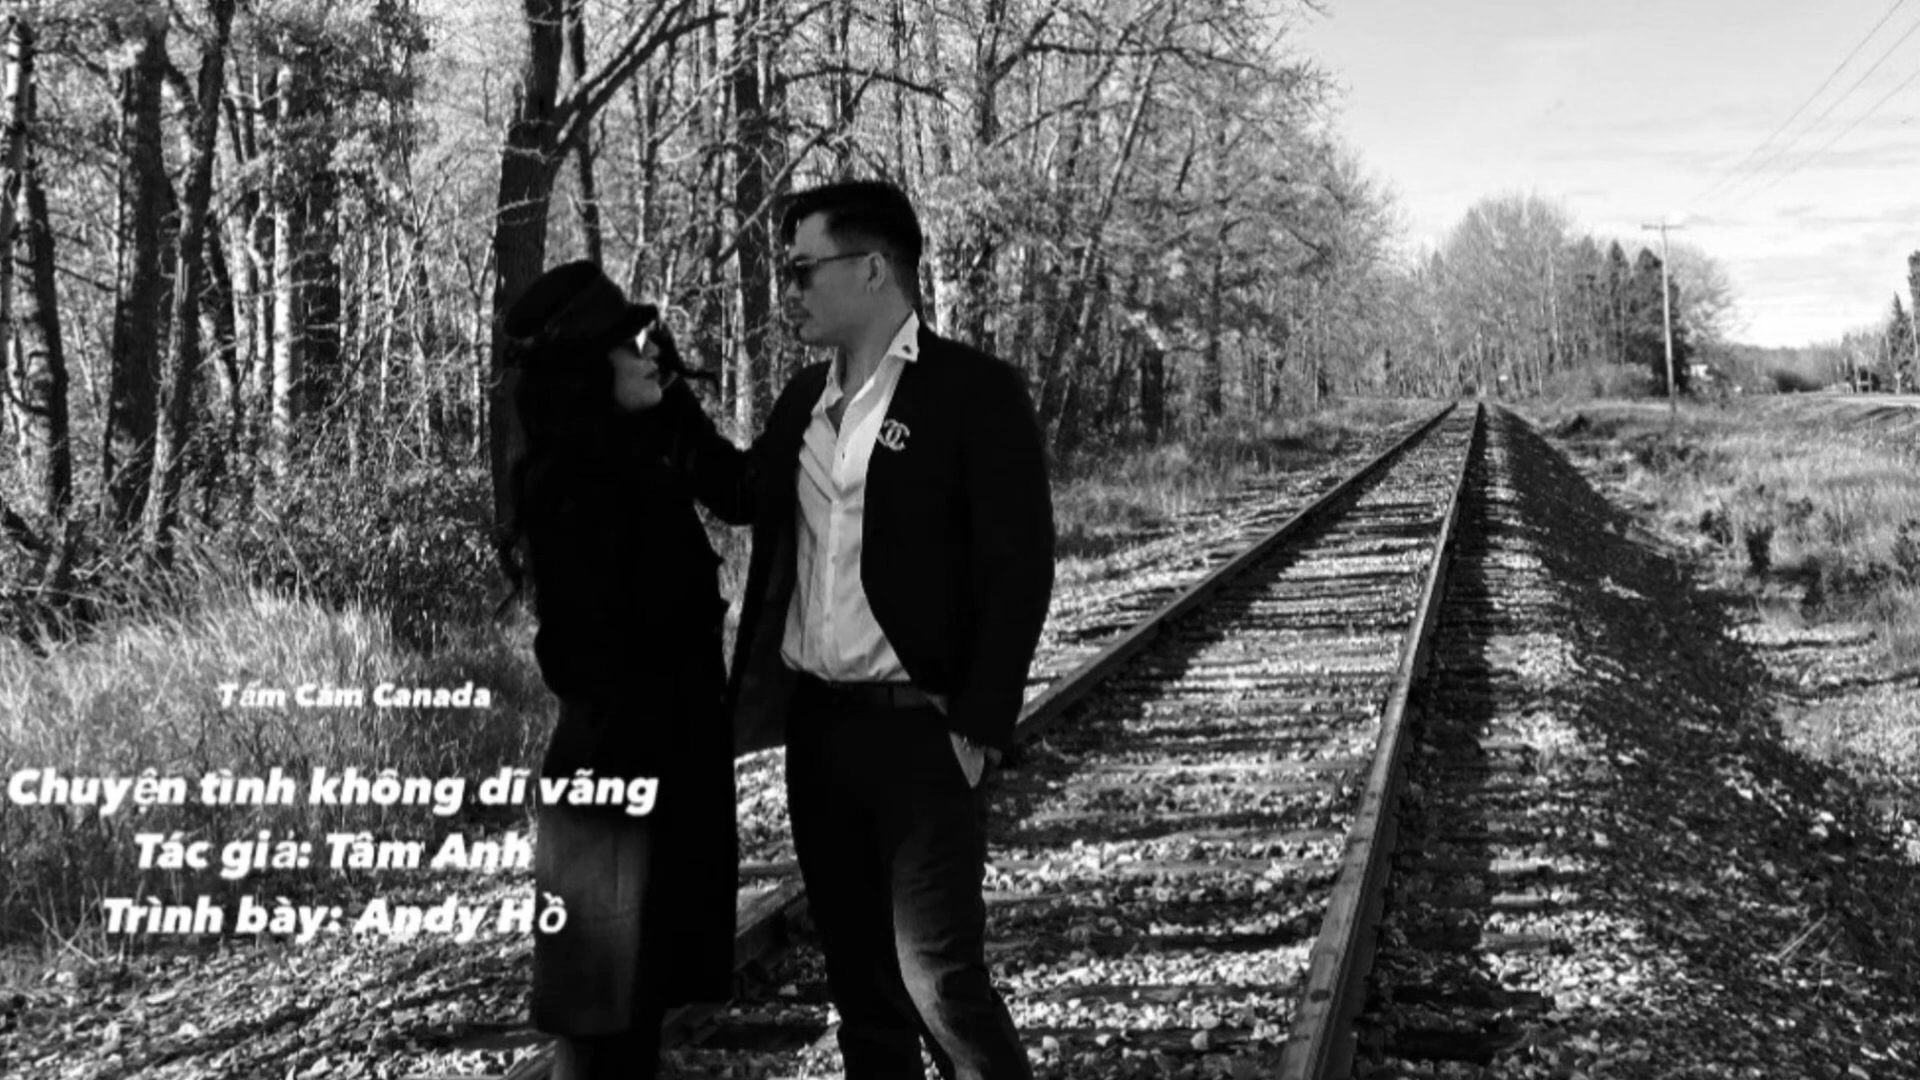 Tấm Cám Canada
Chuyện tình không dĩ vãng
Tác giả: Tâm Anh
Trình bày: Andy Hồ